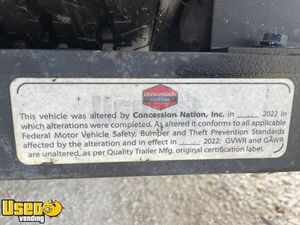 CONCESSION
nation
This vehicle was altered by Concession Nation, Inc. in 2022 in
which alterations were completed. As altered it conforms to all applicable
Federal Motor Vehicle Safety, Bumper and Theft Prevention Standards
affected by the alteration and in effect in 2022. GVWR and GAWR
are unaltered, as per Quality Trailer Mfg. original certification label.
Used
VENDING
.com